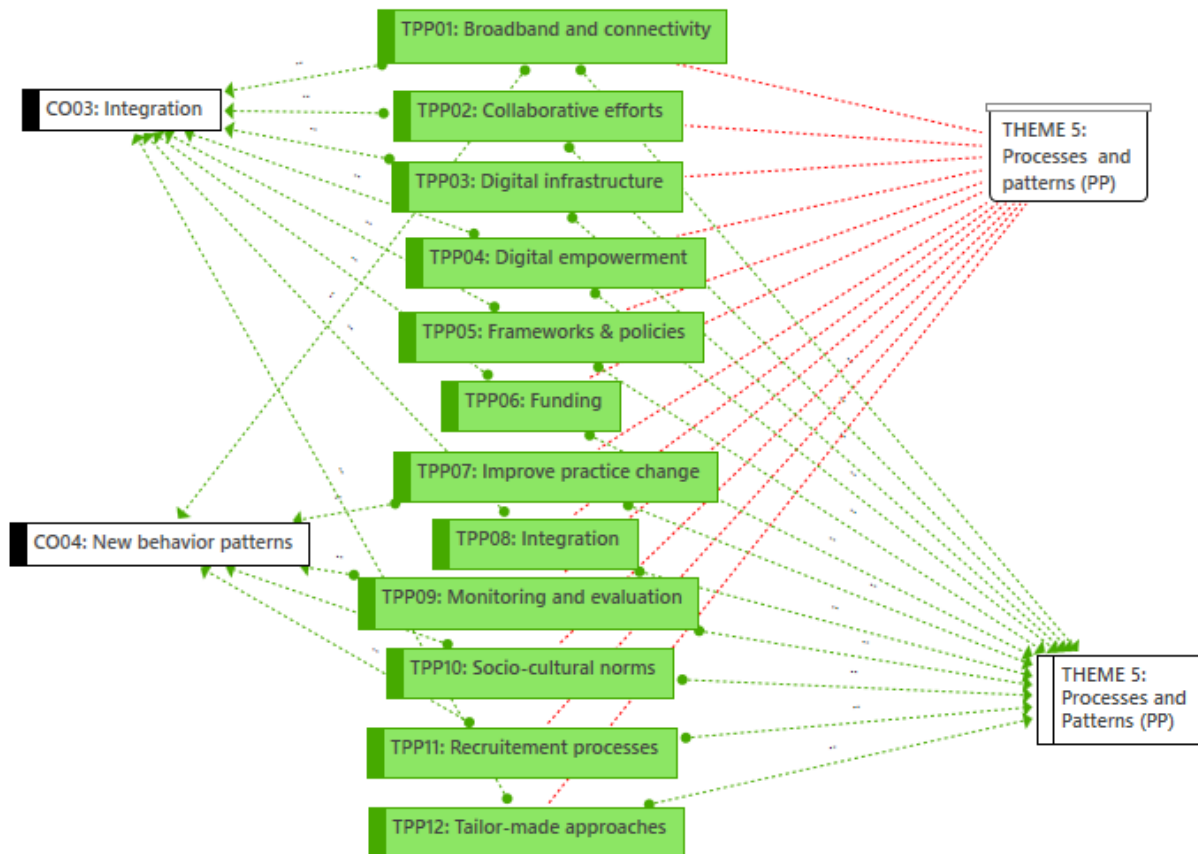 TPP01: Broadband and connectivity
CO03: Integration
TPP02: Collaborative efforts
THEME 5:
Processes and
patterns (PP)
TPP03: Digital infrastructure
TPP04: Digital empowerment
TPP05: Frameworks & policies
TPP06: Funding
TPP07: Improve practice change
CO04: New behavior patterns
TPP08: Integration
TPP09: Monitoring and evaluation
TPP10: Socio-cultural norms
THEME 5:
Processes and
Patterns (PP)
TPP11: Recruitement processes
TPP12: Tailor-made approaches